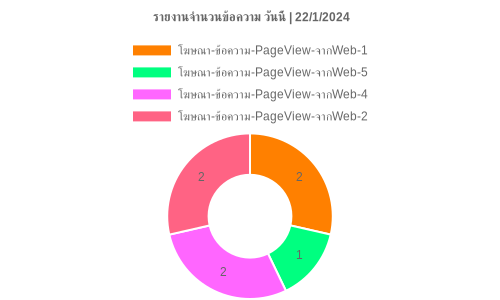 รายงานจำนวนข้อความ วันนี้ | 22/1/2024
โฆษณา-ข้อความ-PageView-จากWeb-1
โฆษณา-ข้อความ-PageView-จากWeb-5
โฆษณา-ข้อความ-PageView-จากWeb-4
โฆษณา-ข้อความ-PageView-จากWeb-2
2
2
1
2